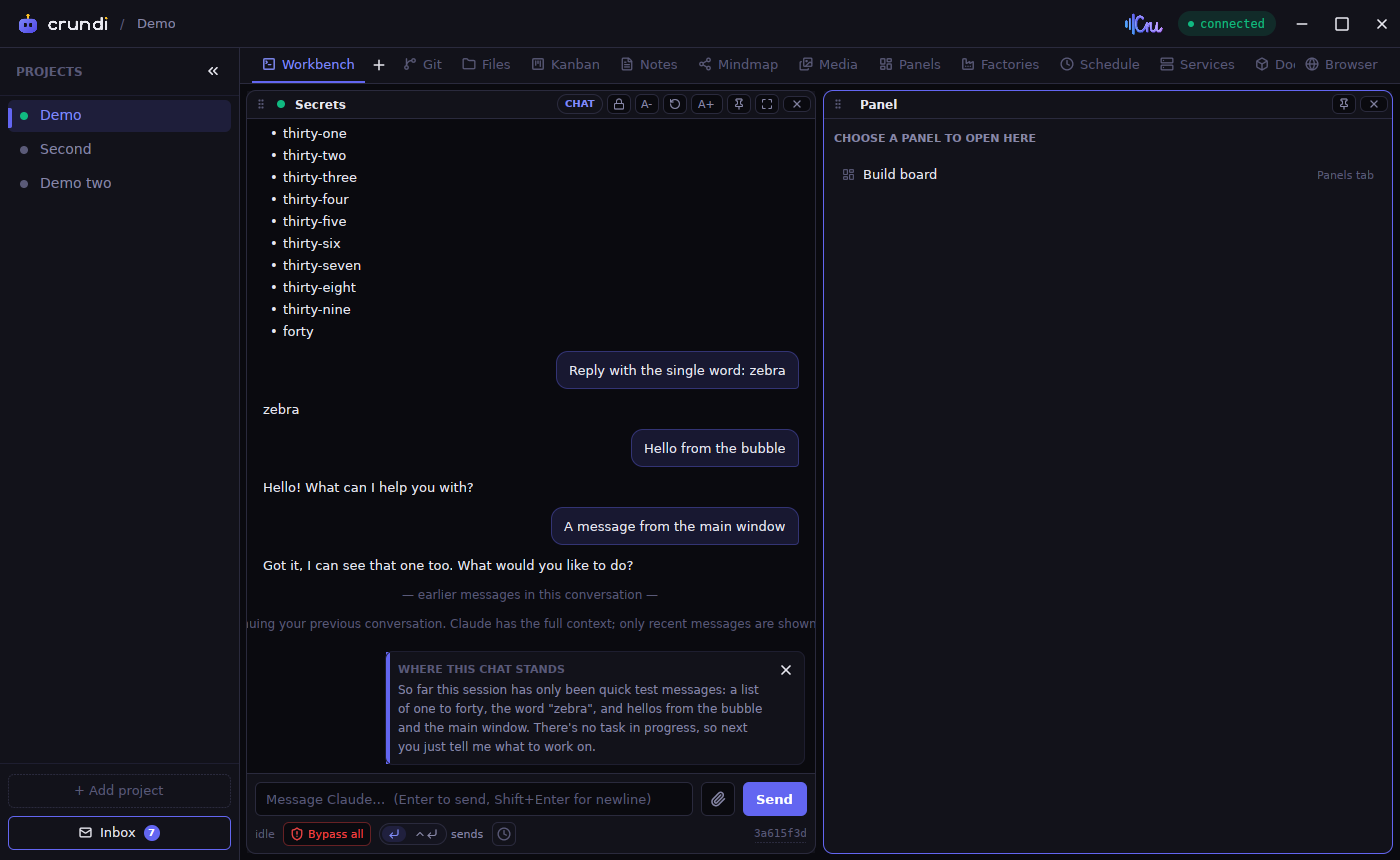 crundi / Demo
Cru
connected
PROJECTS
Demo
Second
Demo two
+ Add project
Inbox 7
Workbench
Git
Files
Kanban
Notes
Mindmap
Media
Panels
Factories
Schedule
Services
Browser
Secrets
CHAT
A-
A+
• thirty-one
• thirty-two
• thirty-three
• thirty-four
• thirty-five
• thirty-six
• thirty-seven
• thirty-eight
• thirty-nine
• forty
Reply with the single word: zebra
zebra
Hello from the bubble
Hello! What can I help you with?
A message from the main window
Got it, I can see that one too. What would you like to do?
— earlier messages in this conversation —
your previous conversation. Claude has the full context; only recent messages are shown
WHERE THIS CHAT STANDS
So far this session has only been quick test messages: a list
of one to forty, the word "zebra", and hellos from the bubble
and the main window. There's no task in progress, so next
you just tell me what to work on.
Message Claude... (Enter to send, Shift+Enter for newline)
Send
idle
Bypass all
sends
3a615f3d
Panel
CHOOSE A PANEL TO OPEN HERE
Build board
Panels tab